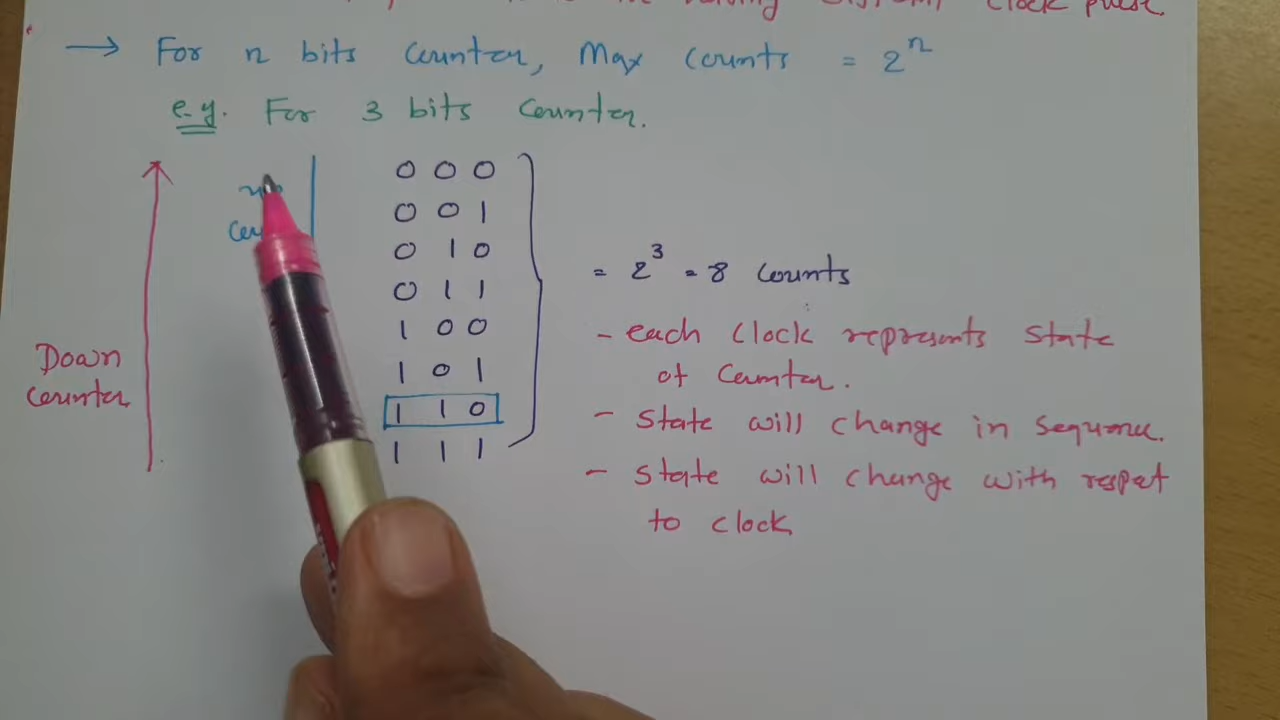 clock pulse.
→ For n bits Counter, Max Counts = 2^n
e.g. For 3 bits Counter.
0 0 0
0 0 1
0 1 0
0 1 1
1 0 0
1 0 1
1 1 0
1 1 1
Down
Counter
= 2^3 = 8 Counts
- each clock represents state
of Counter.
- state will change in sequence.
- state will change with respect
to clock